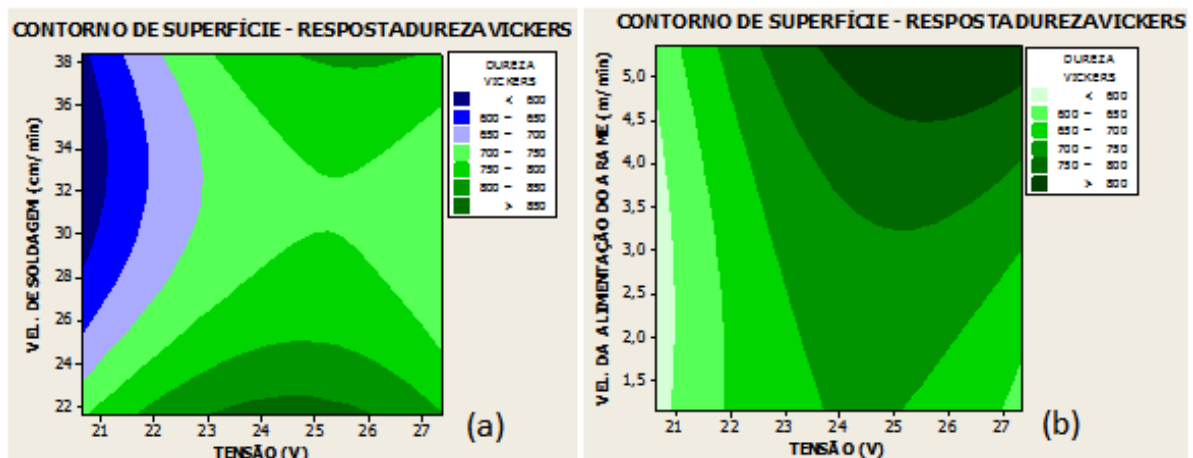 CONTORNO DE SUPERFÍCIE - RESPOSTA DUREZA VICKERS
VEL. DE SOLDAGEM (cm/min)
38
36
34
32
30
28
26
24
22
21 22 23 24 25 26 27
TENSÃO (V)
DUREZA
VICKERS
< 600
600 – 650
650 – 700
700 – 750
750 – 800
800 – 850
> 850
(a)
CONTORNO DE SUPERFÍCIE - RESPOSTA DUREZA VICKERS
VEL. DA ALIMENTAÇÃO DO ARAME (m/min)
5,0
4,5
4,0
3,5
3,0
2,5
2,0
1,5
21 22 23 24 25 26 27
TENSÃO (V)
DUREZA
VICKERS
< 600
600 – 650
650 – 700
700 – 750
750 – 800
> 800
(b)